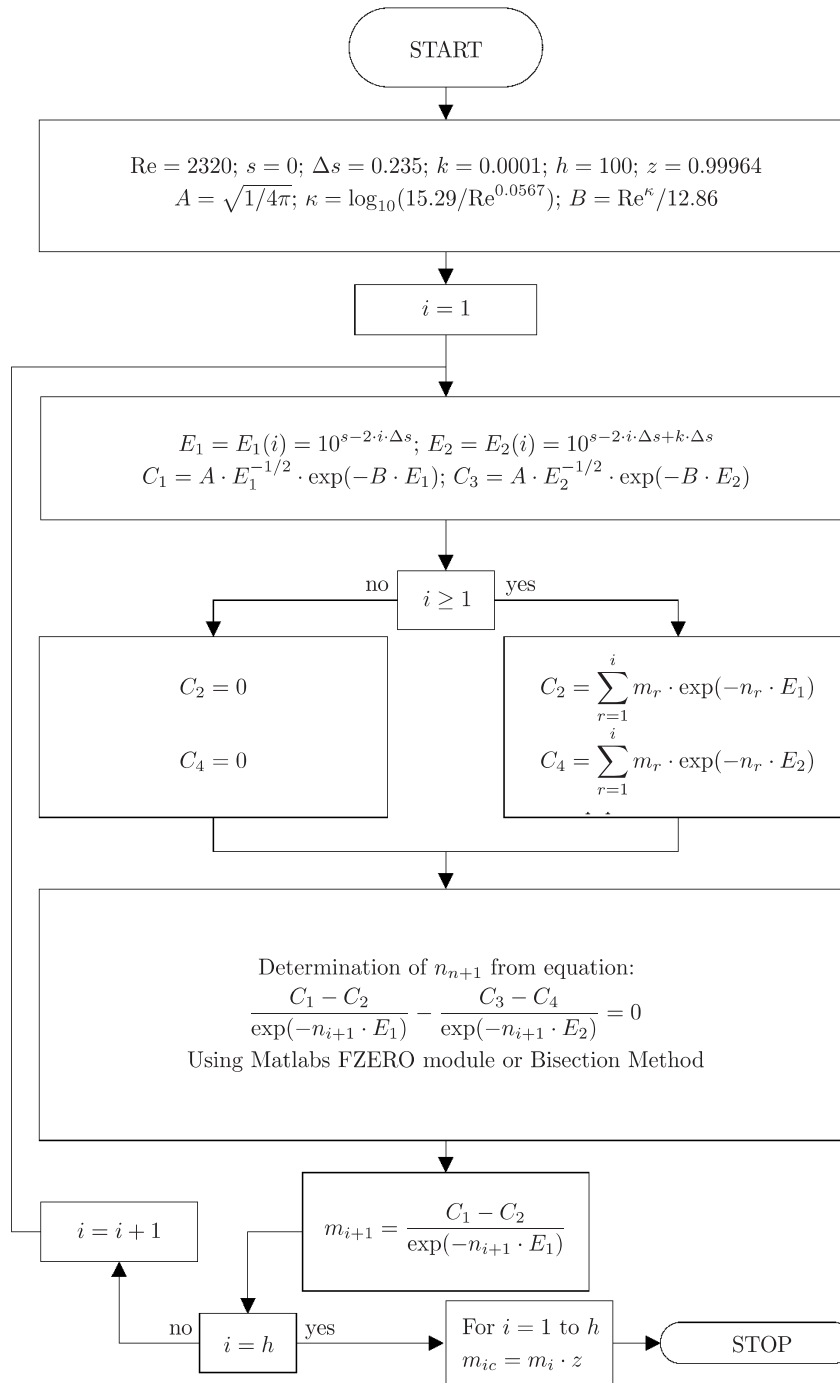 START
Re = 2320; s = 0; Δs = 0.235; k = 0.0001; h = 100; z = 0.99964
A = √(1/4π); κ = log₁₀(15.29/Re^0.0567); B = Re^κ/12.86
i = 1
E₁ = E₁(i) = 10^(s−2·i·Δs); E₂ = E₂(i) = 10^(s−2·i·Δs+k·Δs)
C₁ = A · E₁^(−1/2) · exp(−B · E₁); C₃ = A · E₂^(−1/2) · exp(−B · E₂)
no
i ≥ 1
yes
C₂ = 0
C₄ = 0
C₂ = ∑_{r=1}^{i} m_r · exp(−n_r · E₁)
C₄ = ∑_{r=1}^{i} m_r · exp(−n_r · E₂)
Determination of n_{n+1} from equation:
(C₁ − C₂)/exp(−n_{i+1} · E₁) − (C₃ − C₄)/exp(−n_{i+1} · E₂) = 0
Using Matlabs FZERO module or Bisection Method
m_{i+1} = (C₁ − C₂)/exp(−n_{i+1} · E₁)
i = i + 1
no
i = h
yes
For i = 1 to h
m_{ic} = m_i · z
STOP